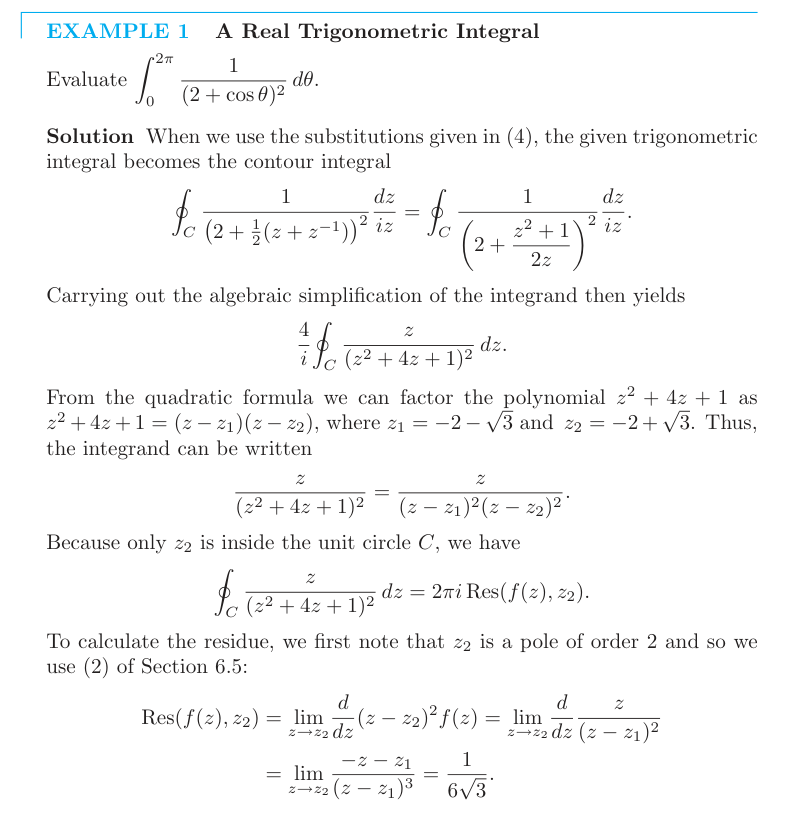 EXAMPLE 1 A Real Trigonometric Integral
Evaluate $\int_0^{2\pi} \frac{1}{(2 + \cos\theta)^2} \, d\theta.$
Solution When we use the substitutions given in (4), the given trigonometric
integral becomes the contour integral
$\oint_C \frac{1}{\left(2 + \frac{1}{2}(z + z^{-1})\right)^2} \frac{dz}{iz} = \oint_C \frac{1}{\left(2 + \dfrac{z^2 + 1}{2z}\right)^2} \frac{dz}{iz}.$
Carrying out the algebraic simplification of the integrand then yields
$\frac{4}{i} \oint_C \frac{z}{(z^2 + 4z + 1)^2} \, dz.$
From the quadratic formula we can factor the polynomial $z^2 + 4z + 1$ as
$z^2 + 4z + 1 = (z - z_1)(z - z_2)$, where $z_1 = -2 - \sqrt{3}$ and $z_2 = -2 + \sqrt{3}$. Thus,
the integrand can be written
$\frac{z}{(z^2 + 4z + 1)^2} = \frac{z}{(z - z_1)^2(z - z_2)^2}.$
Because only $z_2$ is inside the unit circle $C$, we have
$\oint_C \frac{z}{(z^2 + 4z + 1)^2} \, dz = 2\pi i \, \text{Res}(f(z), z_2).$
To calculate the residue, we first note that $z_2$ is a pole of order 2 and so we
use (2) of Section 6.5:
$\text{Res}(f(z), z_2) = \lim_{z \to z_2} \frac{d}{dz} (z - z_2)^2 f(z) = \lim_{z \to z_2} \frac{d}{dz} \frac{z}{(z - z_1)^2}$
$= \lim_{z \to z_2} \frac{-z - z_1}{(z - z_1)^3} = \frac{1}{6\sqrt{3}}.$